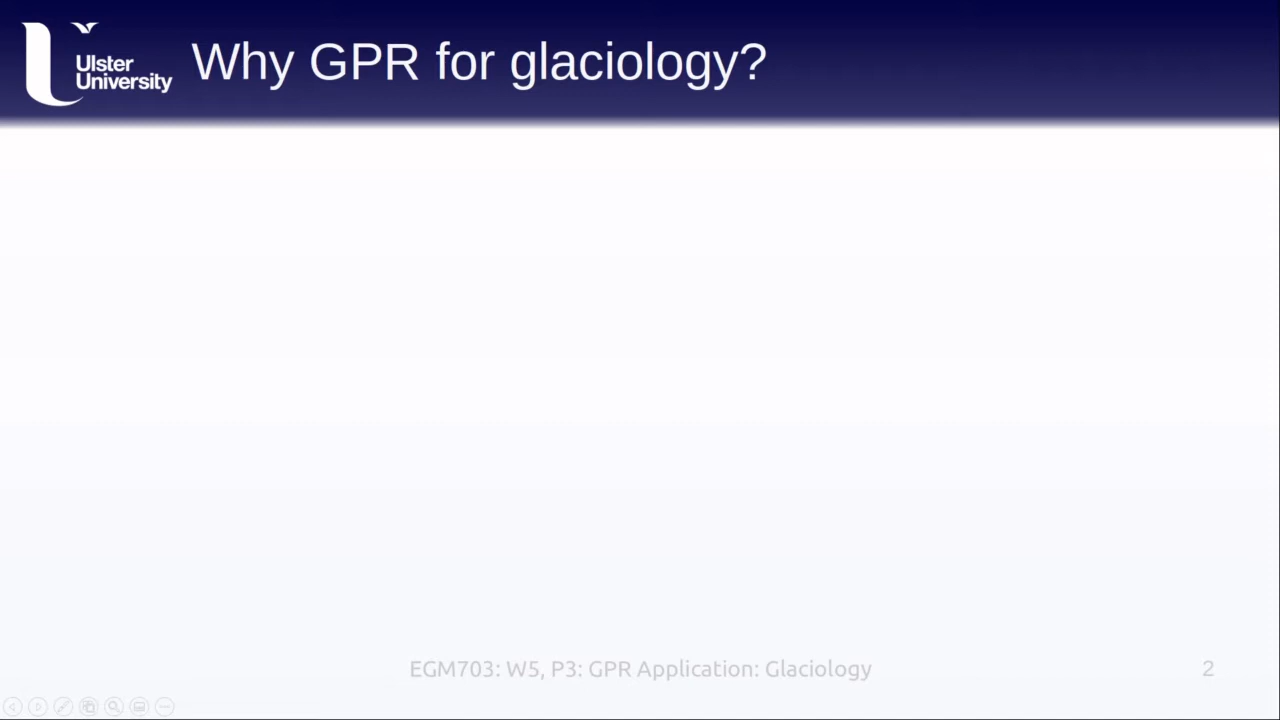 Ulster
University
Why GPR for glaciology?
EGM703: W5, P3: GPR Application: Glaciology
2